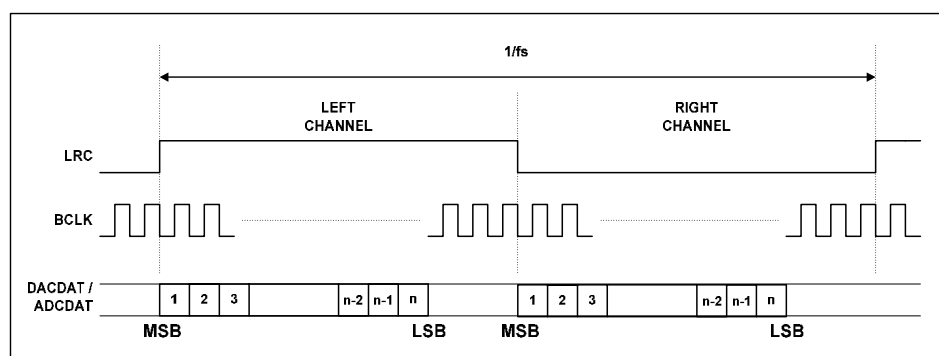 1/fs
LEFT
CHANNEL
RIGHT
CHANNEL
LRC
BCLK
DACDAT /
ADCDAT
1 2 3 n-2 n-1 n 1 2 3 n-2 n-1 n
MSB LSB MSB LSB